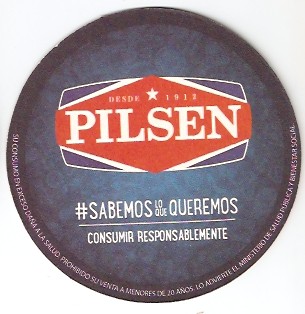 DESDE ★ 1913
PILSEN
#SABEMOS LO QUE QUEREMOS
CONSUMIR RESPONSABLEMENTE
SU CONSUMO EN EXCESO DAÑA A LA SALUD. PROHIBIDO SU VENTA A MENORES DE 20 AÑOS. LO ADVIERTE EL MINISTERIO DE SALUD PÚBLICA Y BIENESTAR SOCIAL